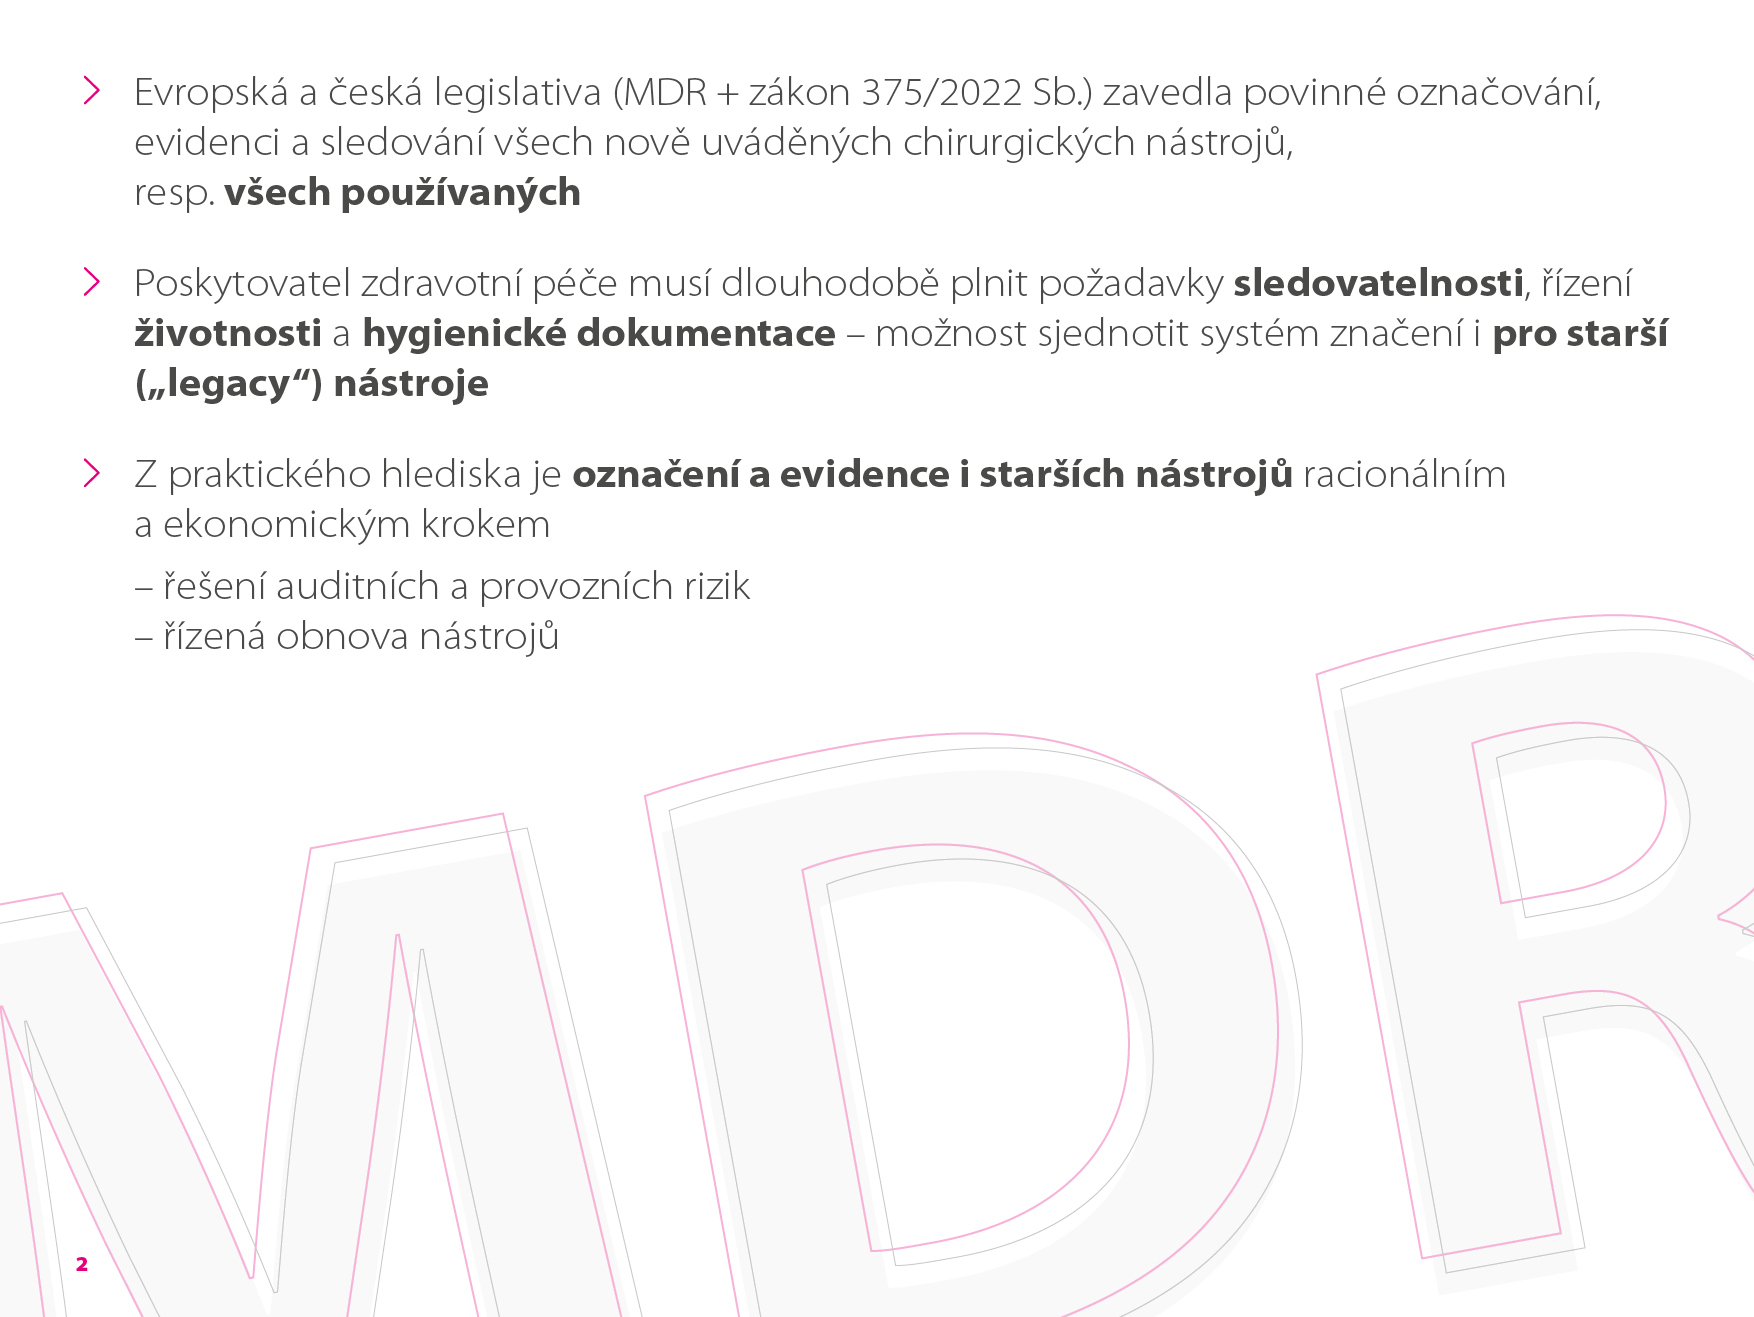 Evropská a česká legislativa (MDR + zákon 375/2022 Sb.) zavedla povinné označování,
evidenci a sledování všech nově uváděných chirurgických nástrojů,
resp. všech používaných
Poskytovatel zdravotní péče musí dlouhodobě plnit požadavky sledovatelnosti, řízení
životnosti a hygienické dokumentace – možnost sjednotit systém značení i pro starší
(„legacy“) nástroje
Z praktického hlediska je označení a evidence i starších nástrojů racionálním
a ekonomickým krokem
– řešení auditních a provozních rizik
– řízená obnova nástrojů
MDR
2